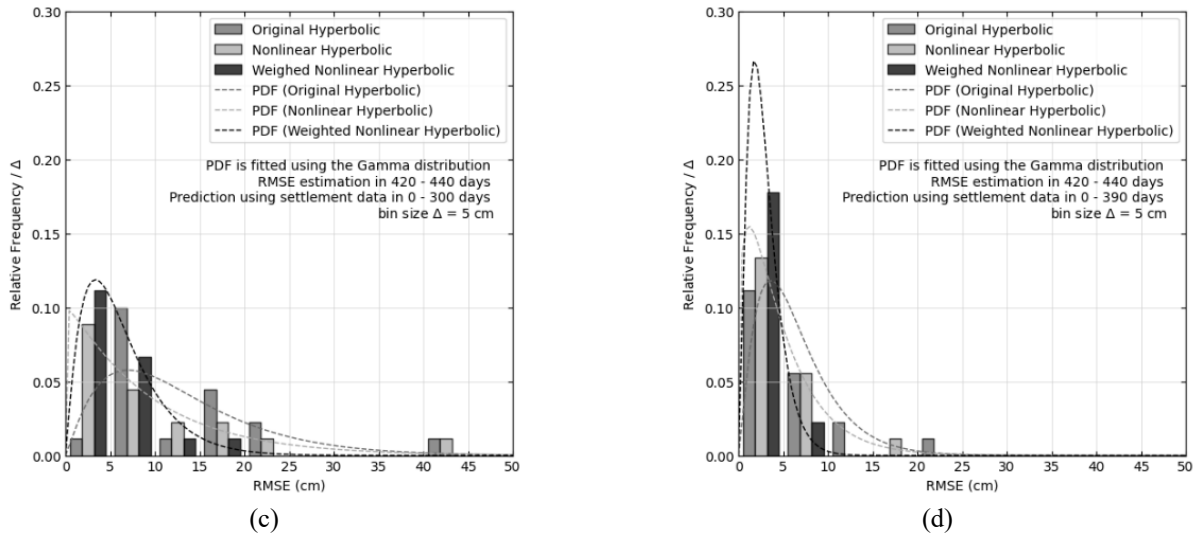 0.30
0.25
0.20
0.15
0.10
0.05
0.00
Relative Frequency / Δ
Original Hyperbolic
Nonlinear Hyperbolic
Weighed Nonlinear Hyperbolic
PDF (Original Hyperbolic)
PDF (Nonlinear Hyperbolic)
PDF (Weighted Nonlinear Hyperbolic)
PDF is fitted using the Gamma distribution
RMSE estimation in 420 - 440 days
Prediction using settlement data in 0 - 300 days
bin size Δ = 5 cm
0 5 10 15 20 25 30 35 40 45 50
RMSE (cm)
(c)
0.30
0.25
0.20
0.15
0.10
0.05
0.00
Relative Frequency / Δ
Original Hyperbolic
Nonlinear Hyperbolic
Weighed Nonlinear Hyperbolic
PDF (Original Hyperbolic)
PDF (Nonlinear Hyperbolic)
PDF (Weighted Nonlinear Hyperbolic)
PDF is fitted using the Gamma distribution
RMSE estimation in 420 - 440 days
Prediction using settlement data in 0 - 390 days
bin size Δ = 5 cm
0 5 10 15 20 25 30 35 40 45 50
RMSE (cm)
(d)